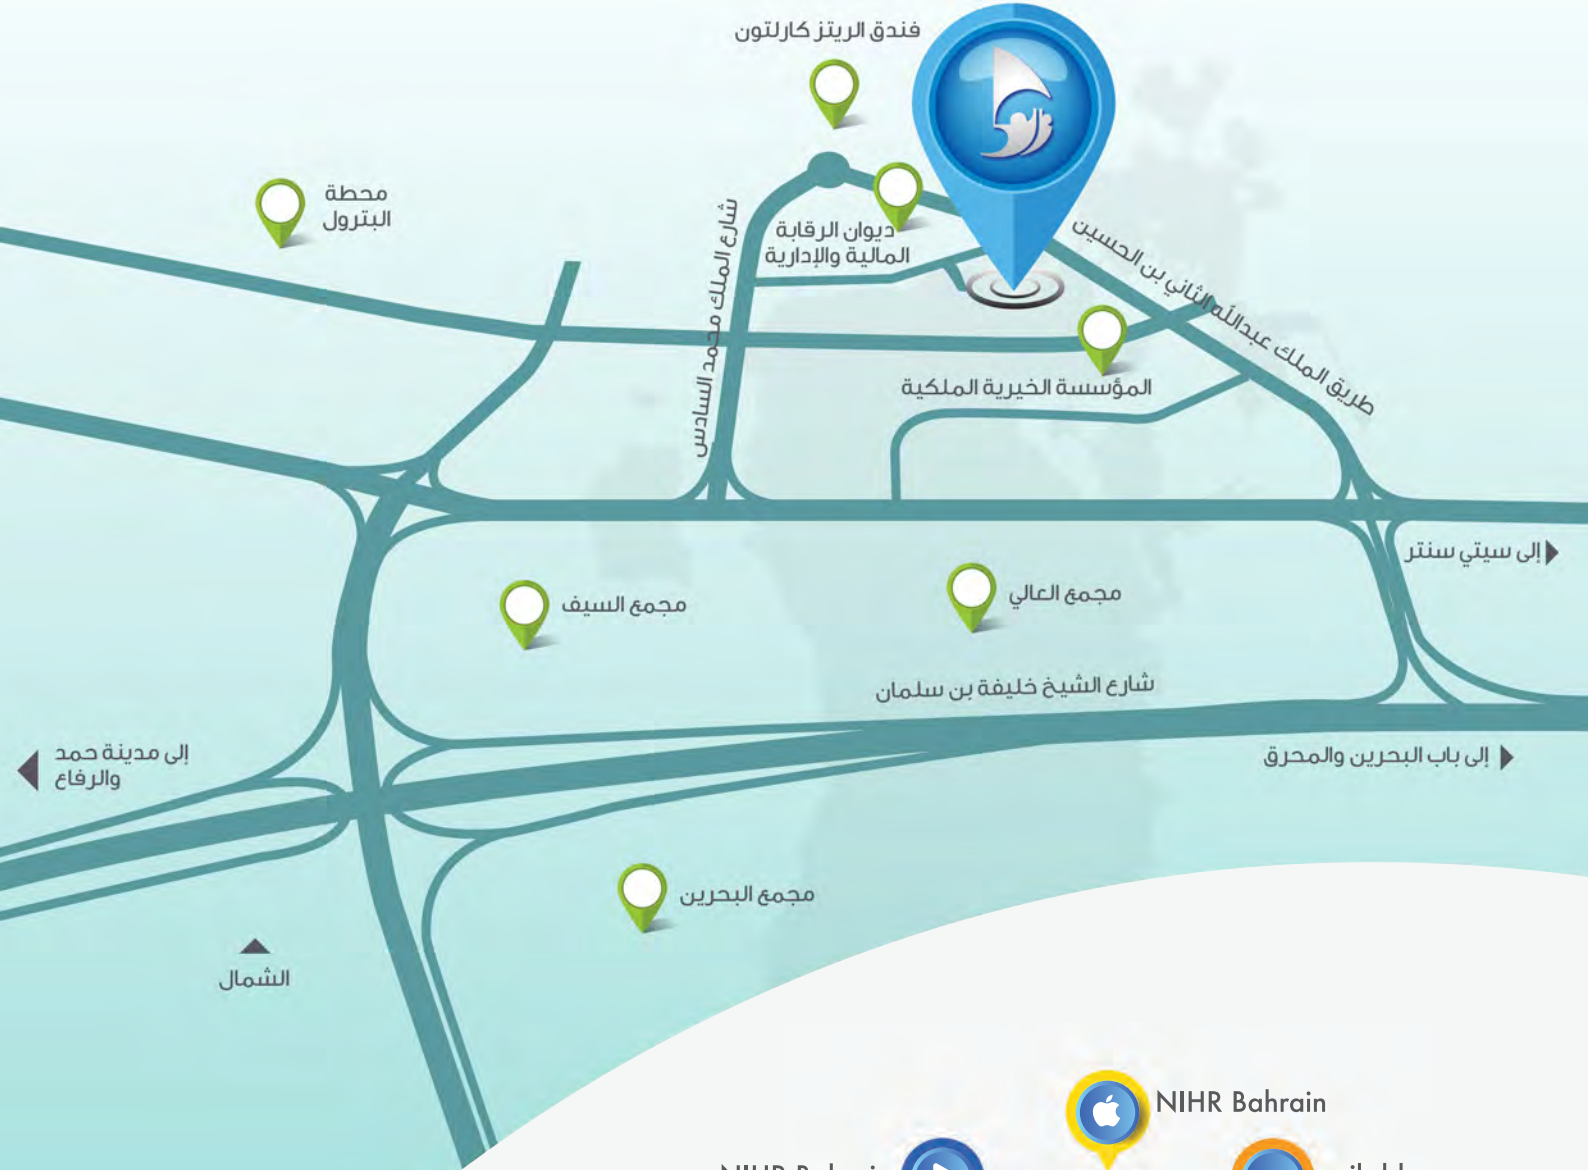 فندق الريتز كارلتون
محطة
البترول
ديوان الرقابة
المالية والإدارية
شارع الملك محمد السادس
طريق الملك عبدالله الثاني بن الحسين
المؤسسة الخيرية الملكية
إلى سيتي سنتر
مجمع العالي
مجمع السيف
شارع الشيخ خليفة بن سلمان
إلى باب البحرين والمحرق
إلى مدينة حمد
والرفاع
مجمع البحرين
الشمال
NIHR Bahrain